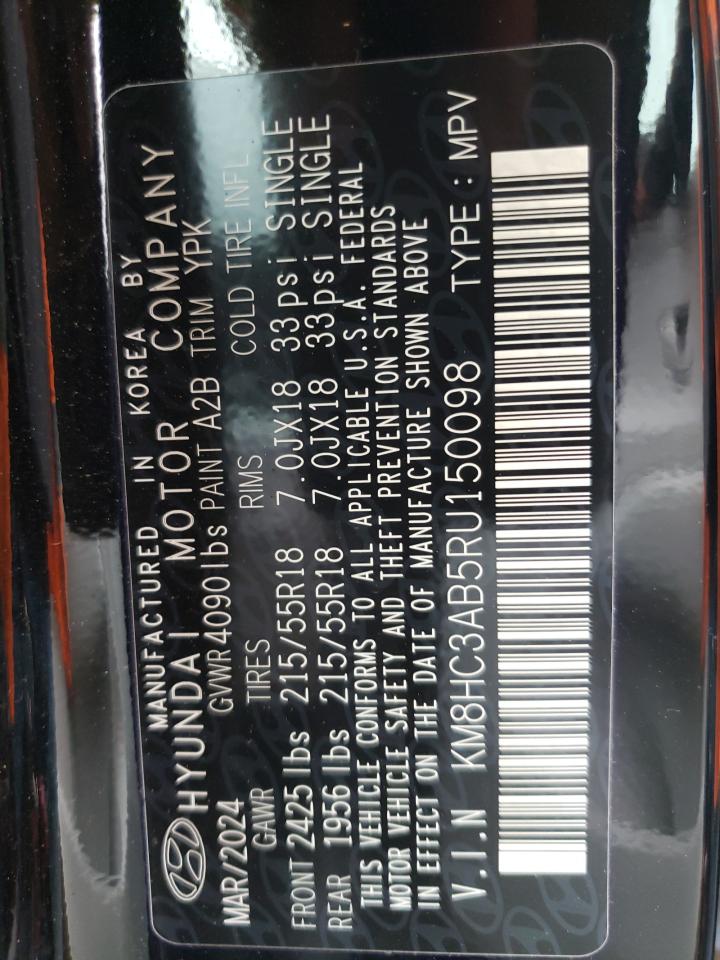 MANUFACTURED IN KOREA BY
HYUNDAI MOTOR COMPANY
MAR/2024 GVWR 4090 lbs PAINT A2B TRIM YPK
GAWR TIRES RIMS COLD TIRE INFL
FRONT 2425 lbs 215/55R18 7.0JX18 33psi SINGLE
REAR 1956 lbs 215/55R18 7.0JX18 33psi SINGLE
THIS VEHICLE CONFORMS TO ALL APPLICABLE U.S.A. FEDERAL
MOTOR VEHICLE SAFETY AND THEFT PREVENTION STANDARDS
IN EFFECT ON THE DATE OF MANUFACTURE SHOWN ABOVE
V.I.N KM8HC3AB5RU150098 TYPE : MPV